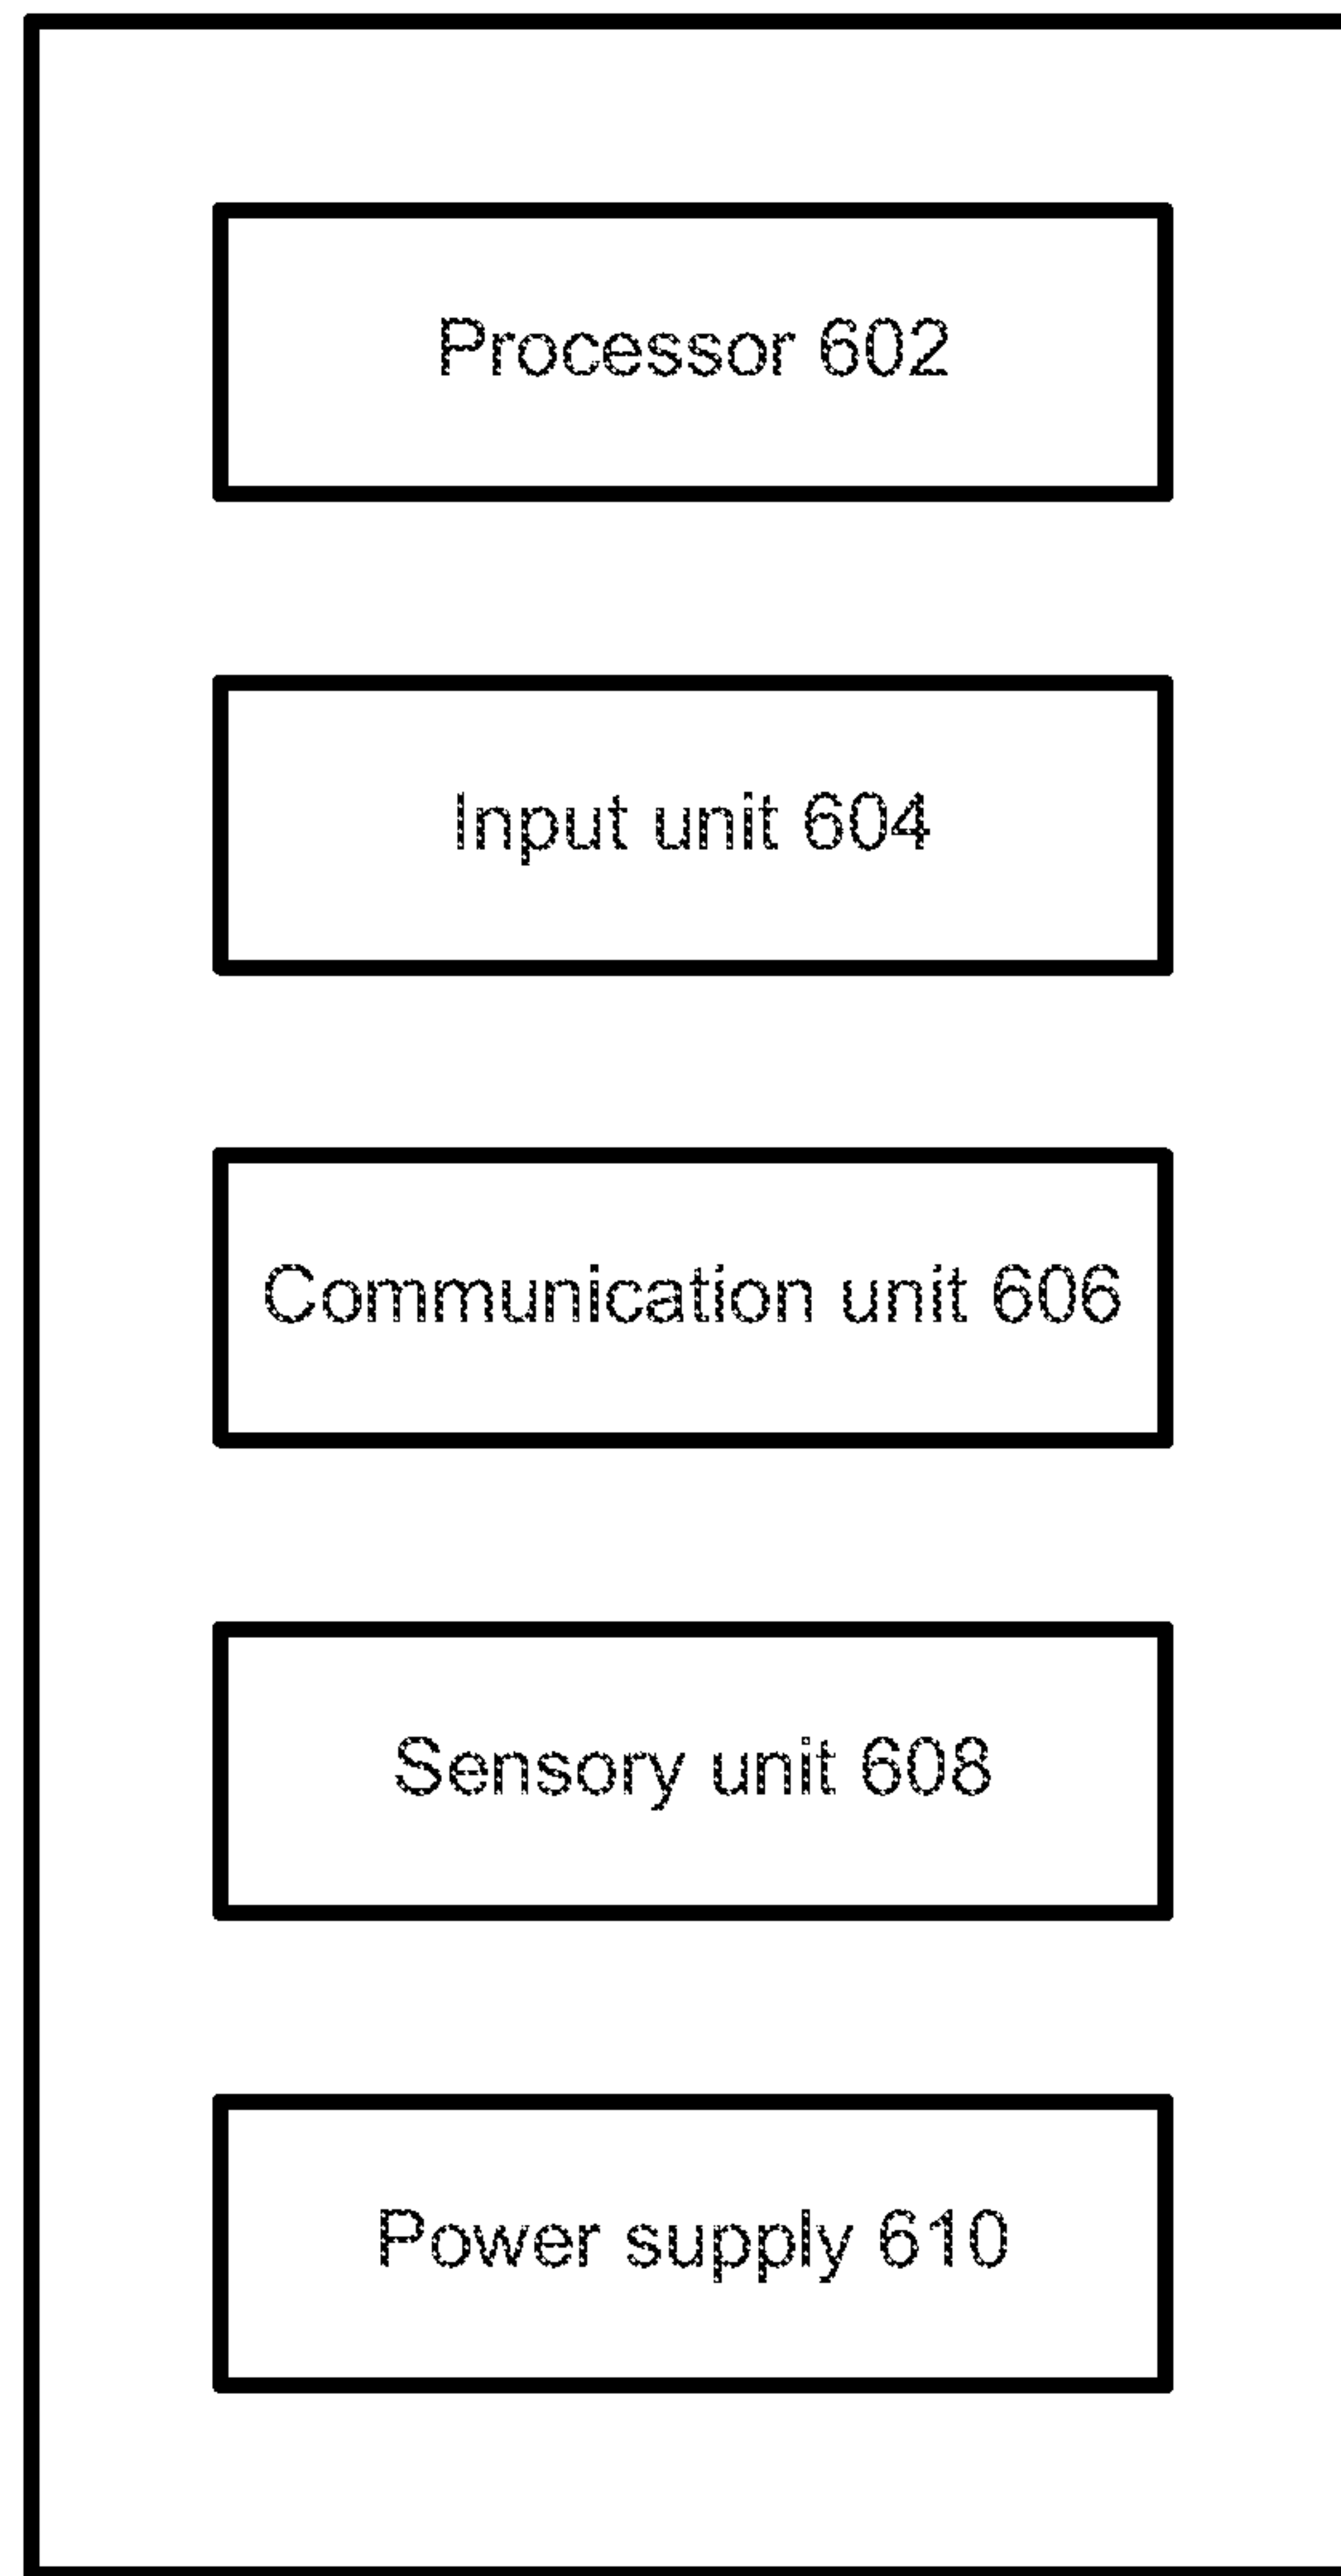 Processor 602
Input unit 604
Communication unit 606
Sensory unit 608
Power supply 610